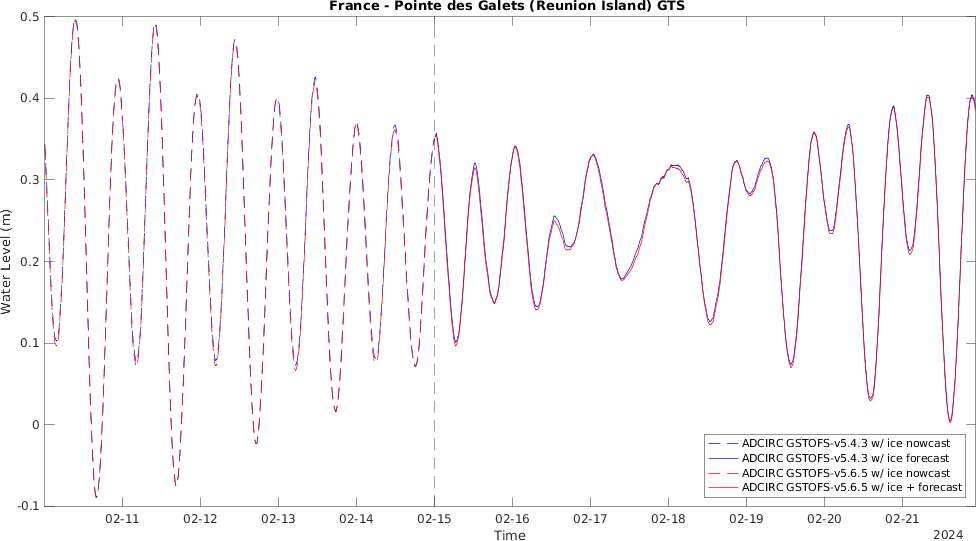 France - Pointe des Galets (Reunion Island) GTS
0.5
0.4
0.3
0.2
0.1
0
-0.1
Water Level (m)
02-11 02-12 02-13 02-14 02-15 02-16 02-17 02-18 02-19 02-20 02-21
Time
2024
ADCIRC GSTOFS-v5.4.3 w/ ice nowcast
ADCIRC GSTOFS-v5.4.3 w/ ice forecast
ADCIRC GSTOFS-v5.6.5 w/ ice nowcast
ADCIRC GSTOFS-v5.6.5 w/ ice + forecast